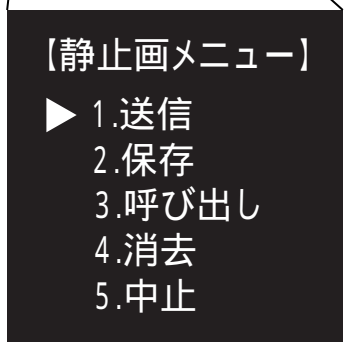 【静止画メニュー】
▶ 1.送信
2.保存
3.呼び出し
4.消去
5.中止